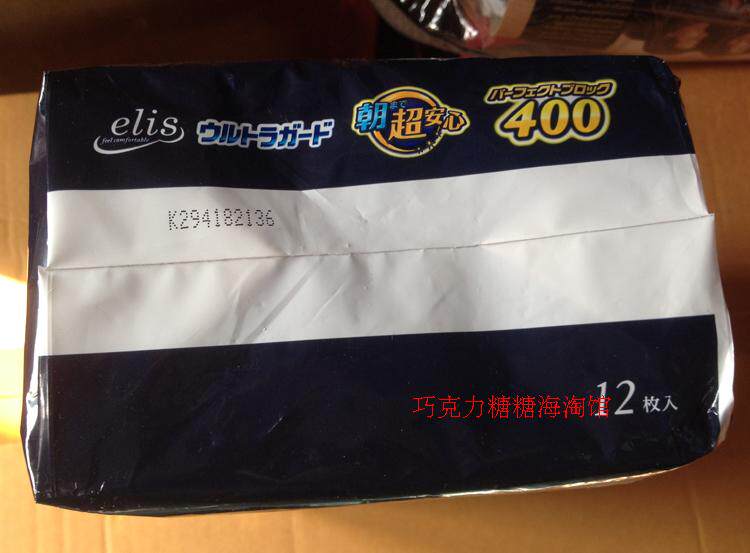 elis
feel comfortable
ウルトラガード
朝まで
超安心
パーフェクトブロック
400
K294182136
12枚入
巧克力糖糖海淘馆